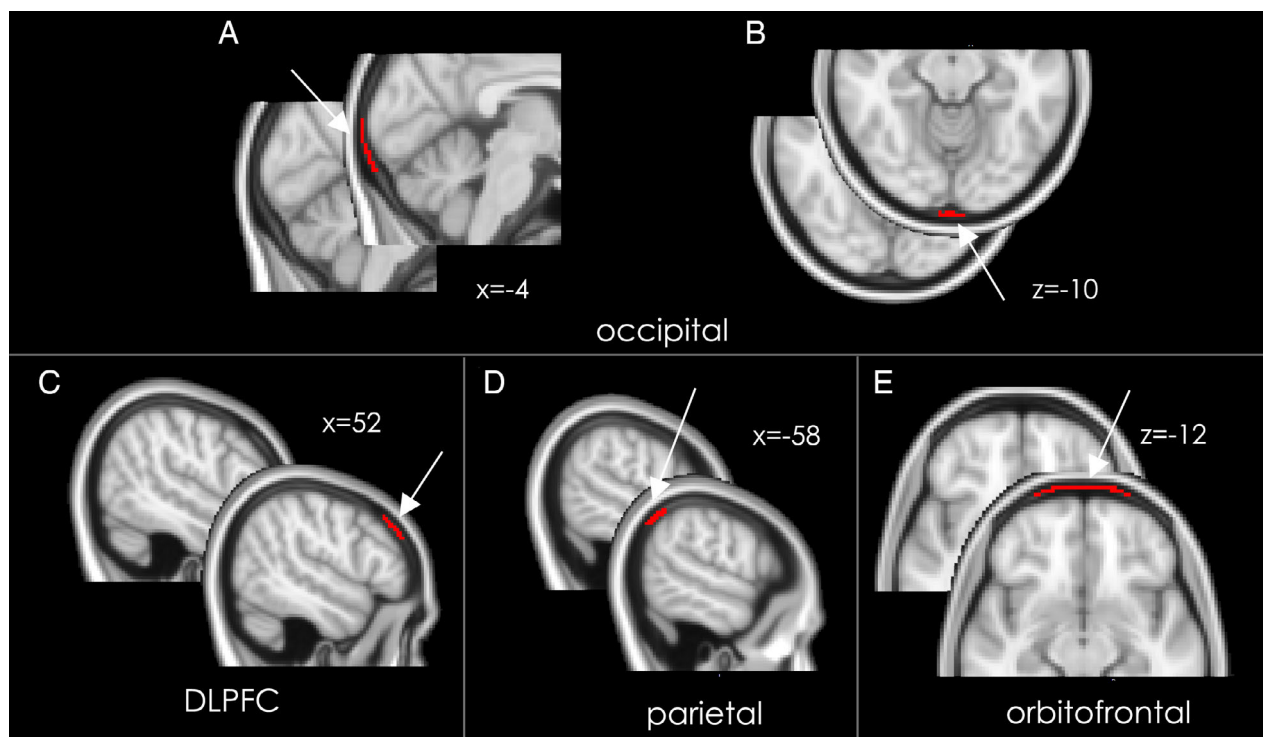 A
B
x=-4
z=-10
occipital
C
x=52
DLPFC
D
x=-58
parietal
E
z=-12
orbitofrontal